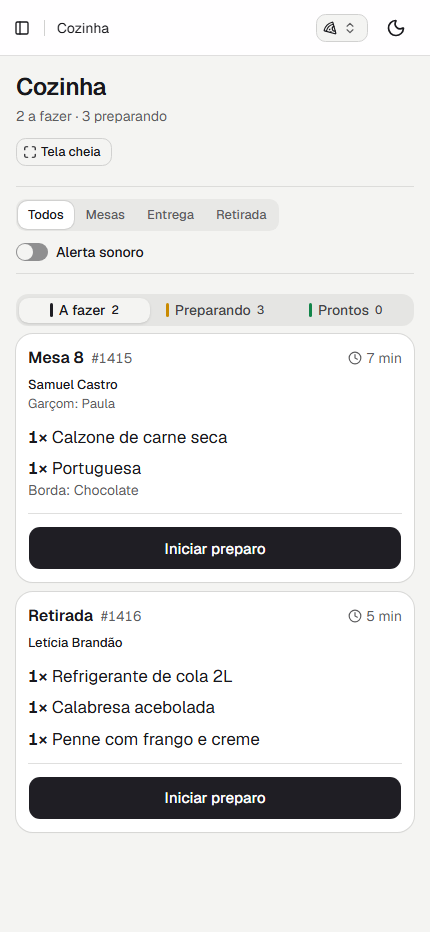 Cozinha
Cozinha
2 a fazer · 3 preparando
Tela cheia
Todos Mesas Entrega Retirada
Alerta sonoro
A fazer 2 Preparando 3 Prontos 0
Mesa 8 #1415 7 min
Samuel Castro
Garçom: Paula
1× Calzone de carne seca
1× Portuguesa
Borda: Chocolate
Iniciar preparo
Retirada #1416 5 min
Letícia Brandão
1× Refrigerante de cola 2L
1× Calabresa acebolada
1× Penne com frango e creme
Iniciar preparo